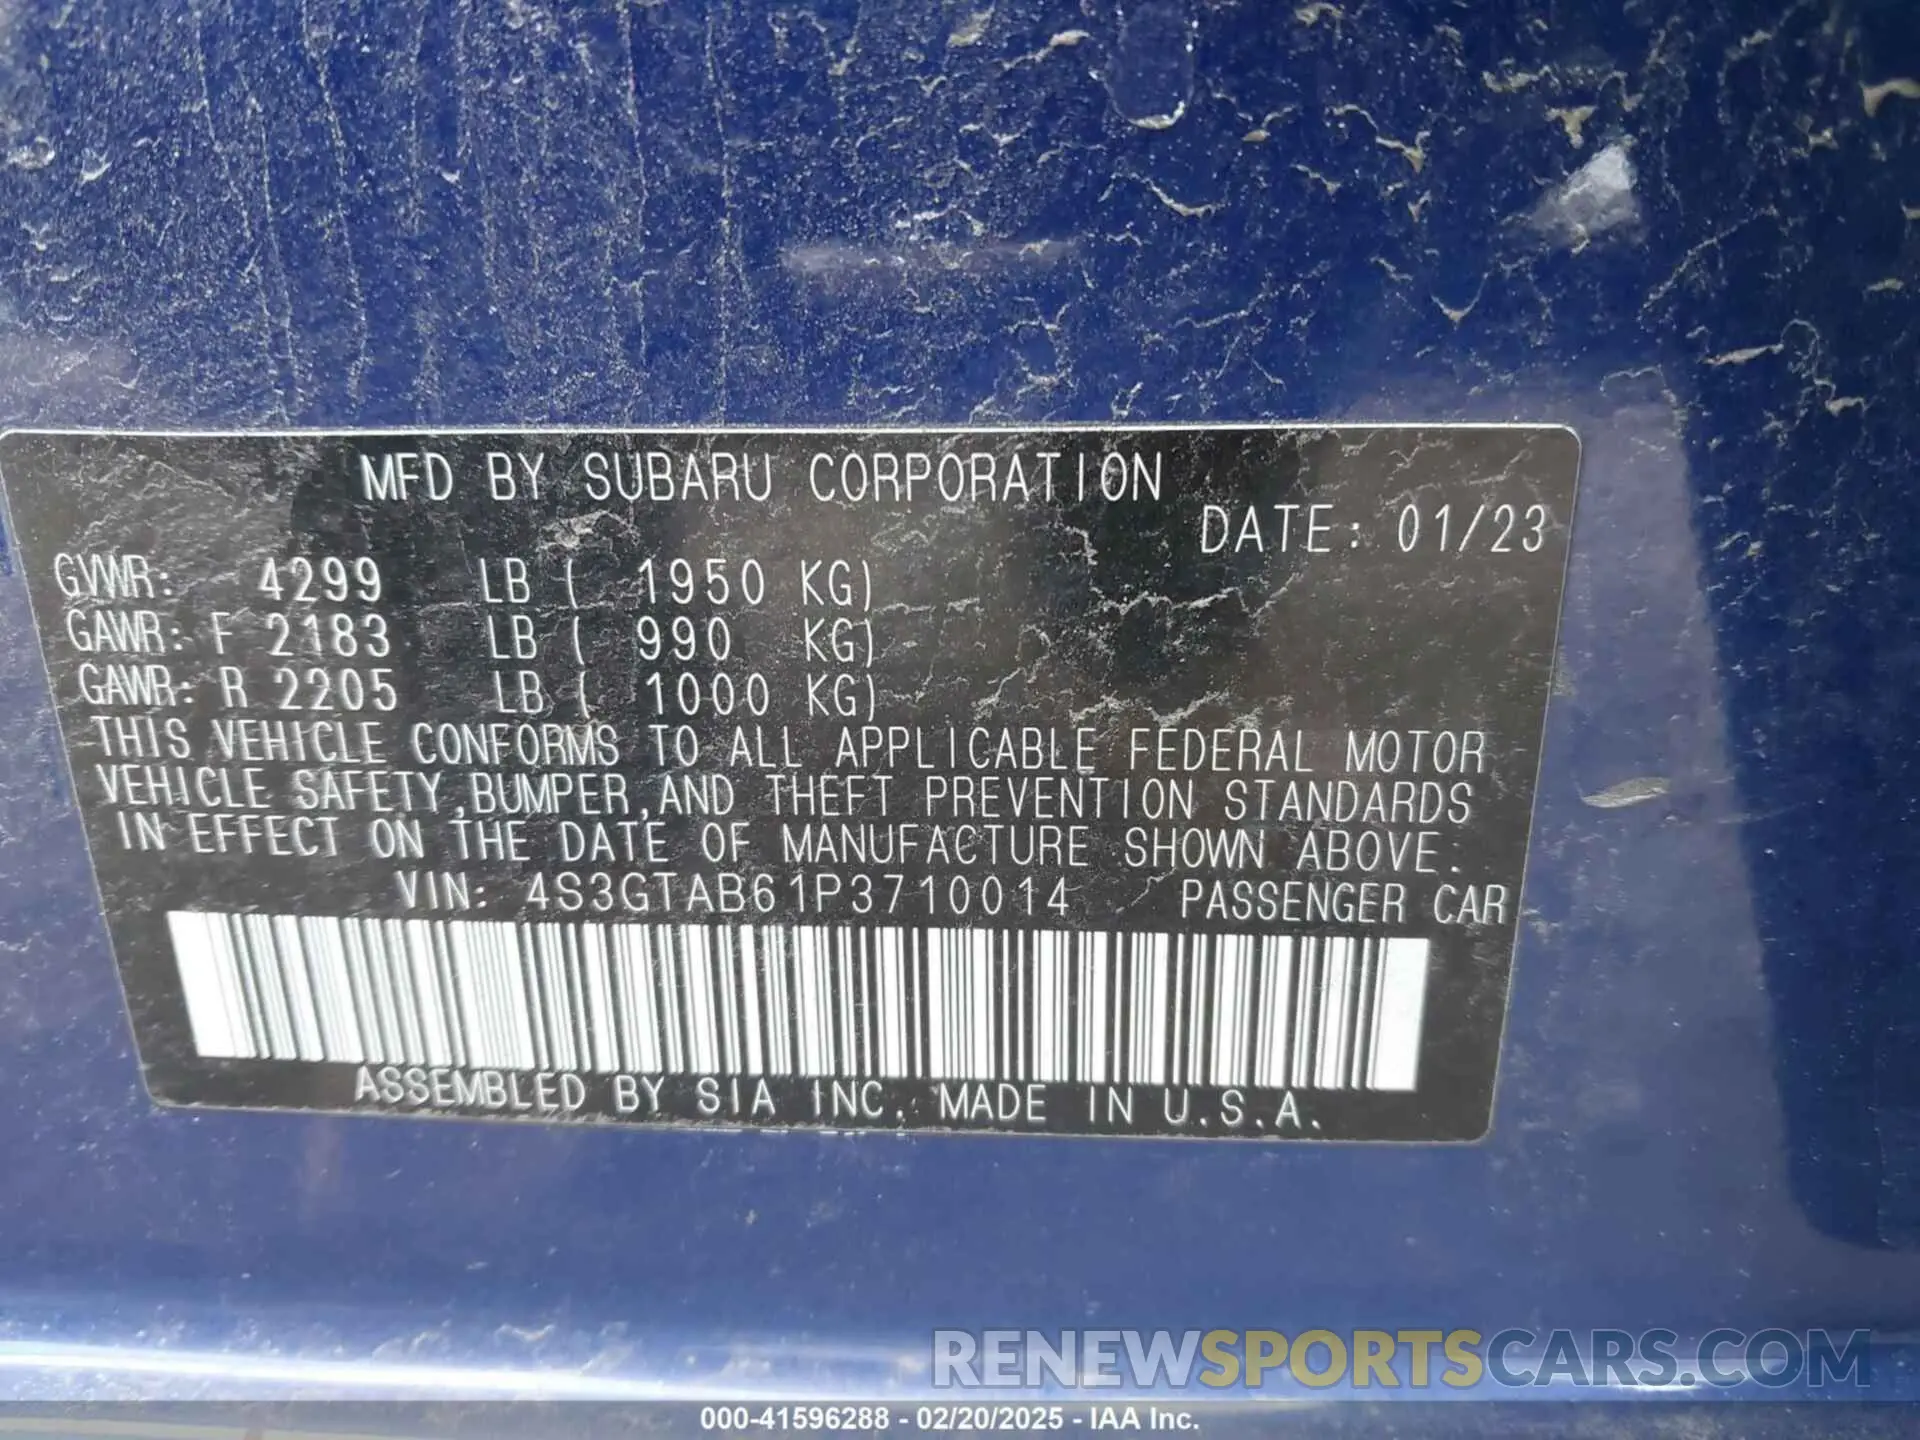 MFD BY SUBARU CORPORATION
DATE: 01/23
GVWR: 4299 LB ( 1950 KG)
GAWR: F 2183 LB ( 990 KG)
GAWR: R 2205 LB ( 1000 KG)
THIS VEHICLE CONFORMS TO ALL APPLICABLE FEDERAL MOTOR
VEHICLE SAFETY,BUMPER,AND THEFT PREVENTION STANDARDS
IN EFFECT ON THE DATE OF MANUFACTURE SHOWN ABOVE.
VIN: 4S3GTAB61P3710014 PASSENGER CAR
ASSEMBLED BY SIA INC. MADE IN U.S.A.
RENEWSPORTSCARS.COM
000-41596288 - 02/20/2025 - IAA Inc.